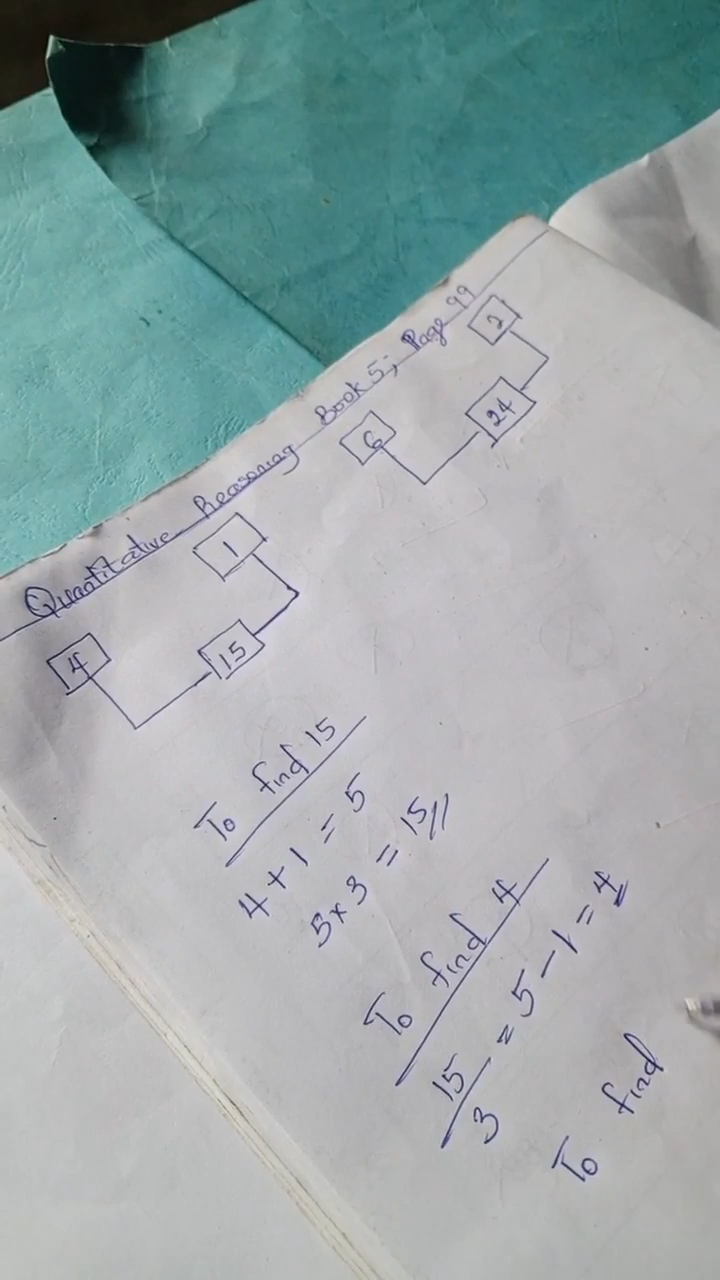 Quantitative Reasoning Book 5; Page 99
4
1
15
6
2
24
To find 15
4 + 1 = 5
5 x 3 = 15//
To find 4
15/3 = 5 - 1 = 4
To find